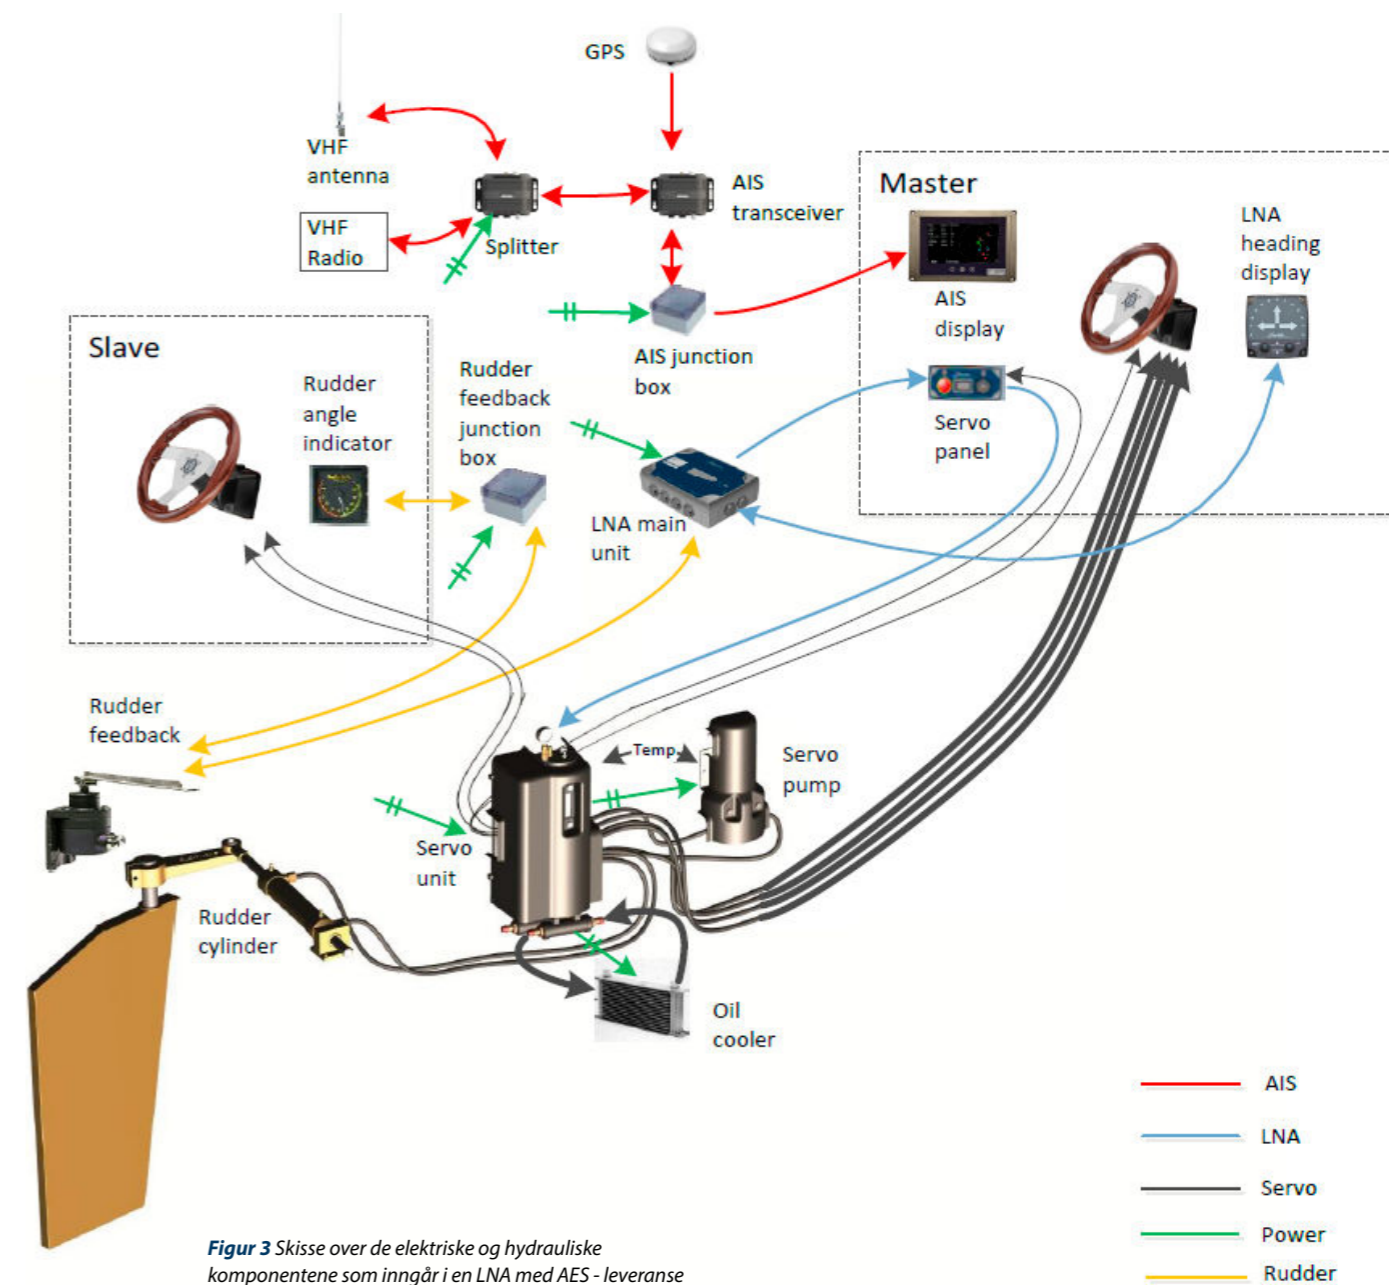 GPS
VHF
antenna
VHF
Radio
Splitter
AIS
transceiver
Master
AIS
display
LNA
heading
display
AIS junction
box
Servo
panel
Slave
Rudder
angle
indicator
Rudder
feedback
junction
box
LNA main
unit
Rudder
feedback
Temp
Servo
pump
Servo
unit
Rudder
cylinder
Oil
cooler
AIS
LNA
Servo
Power
Rudder
Figur 3 Skisse over de elektriske og hydrauliske
komponentene som inngår i en LNA med AES - leveranse